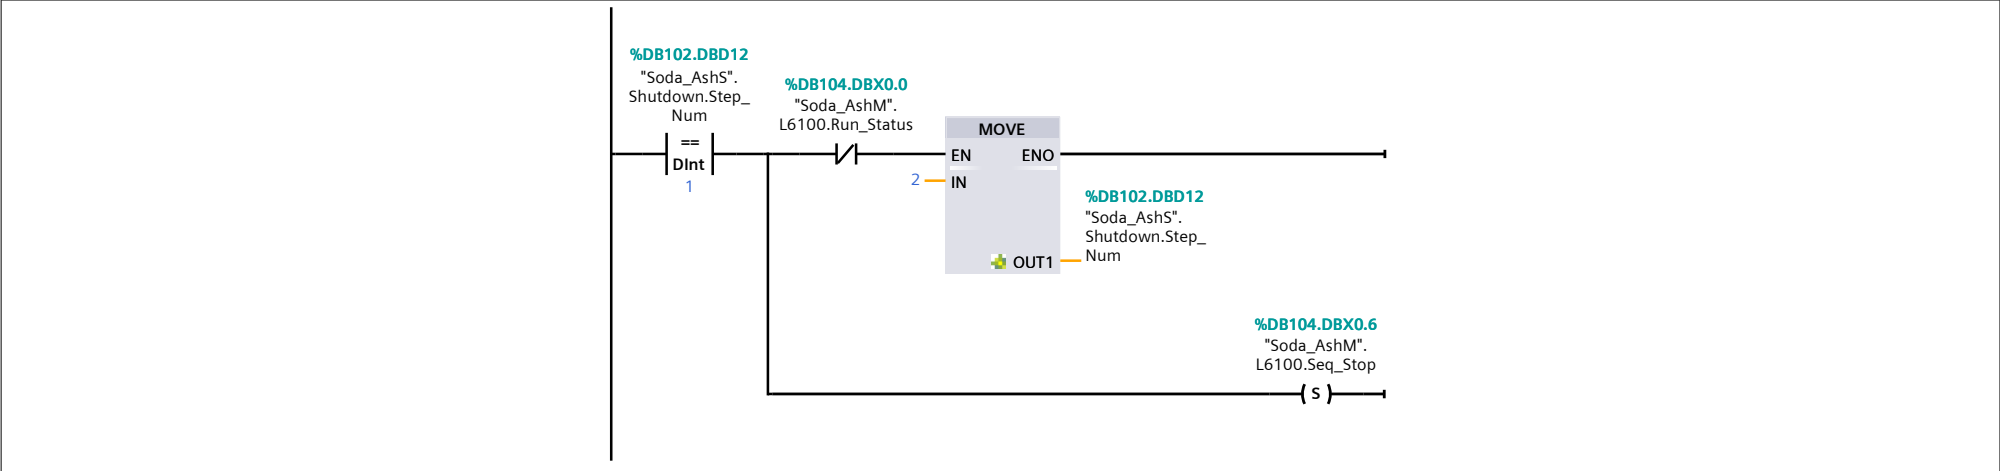 %DB102.DBD12
"Soda_AshS".
Shutdown.Step_
Num
==
DInt
1
%DB104.DBX0.0
"Soda_AshM".
L6100.Run_Status
MOVE
EN ENO
2 IN
OUT1
%DB102.DBD12
"Soda_AshS".
Shutdown.Step_
Num
%DB104.DBX0.6
"Soda_AshM".
L6100.Seq_Stop
S